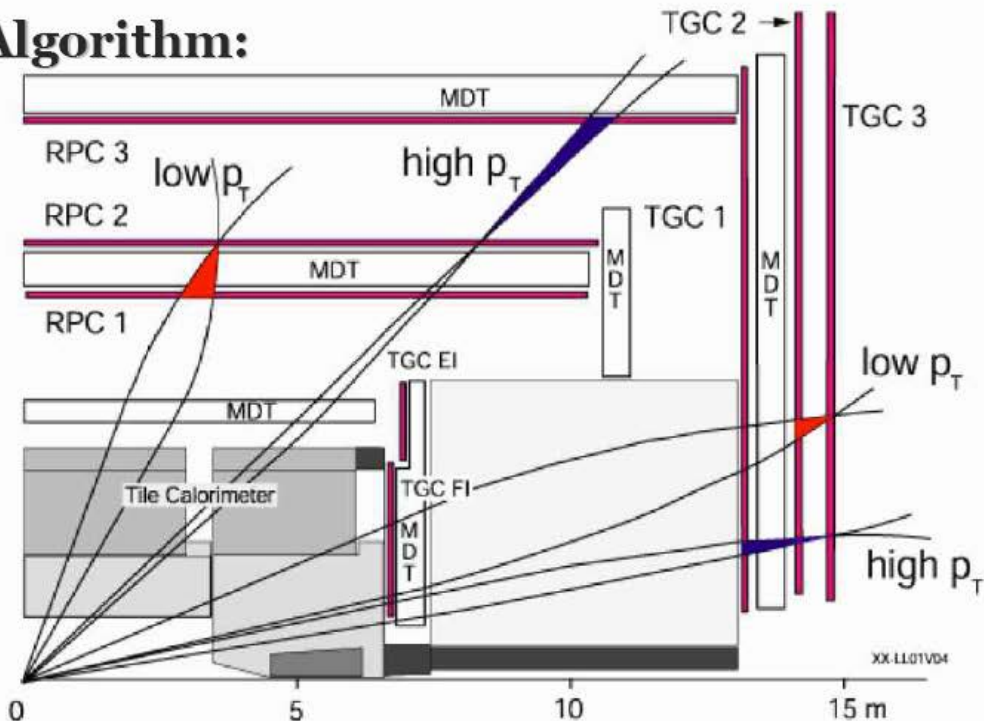 Algorithm:
TGC 2
MDT
TGC 3
RPC 3
low pT
high pT
RPC 2
TGC 1
MDT
MDT
MDT
RPC 1
TGC EI
low pT
MDT
Tile Calorimeter
TGC FI
MDT
high pT
XX-LL01V04
0 5 10 15 m